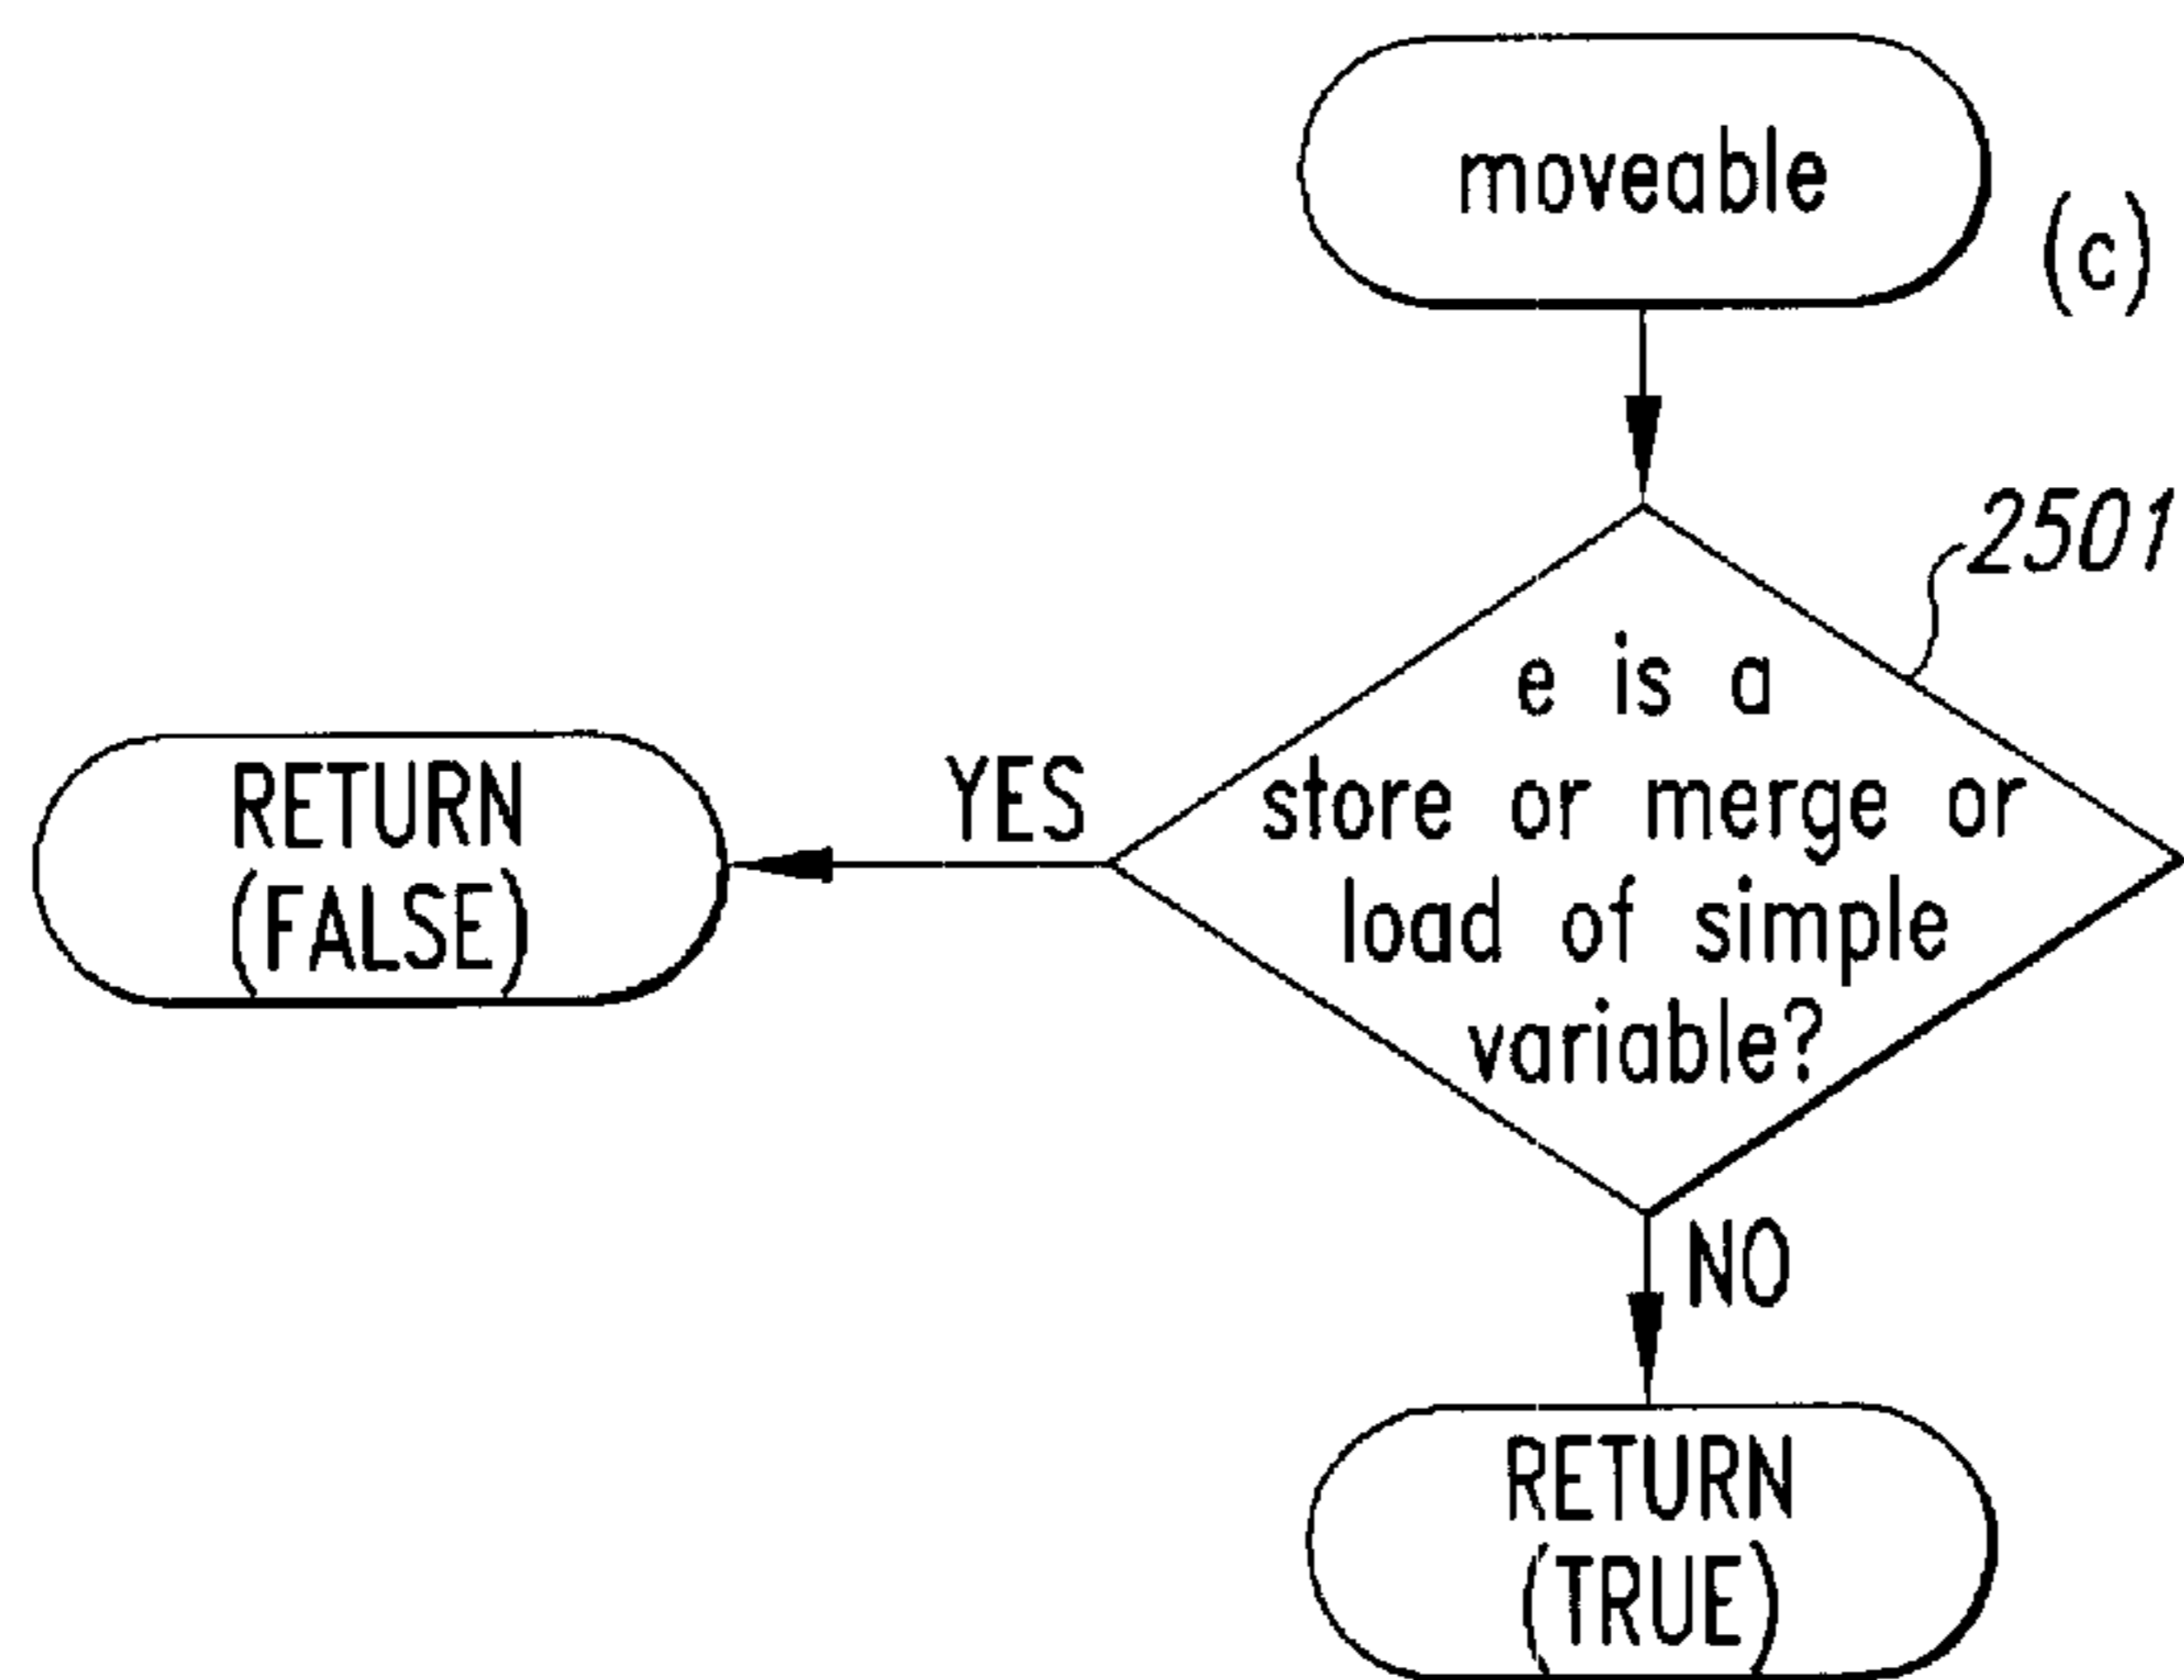 moveable
(c)
2501
e is a
store or merge or
load of simple
variable?
YES
RETURN
(FALSE)
NO
RETURN
(TRUE)